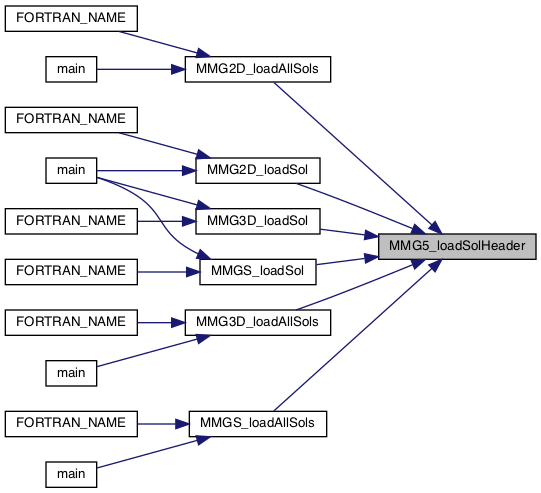 FORTRAN_NAME
MMG2D_loadAllSols
main
FORTRAN_NAME
MMG2D_loadSol
main
MMG3D_loadSol
FORTRAN_NAME
MMG5_loadSolHeader
MMGS_loadSol
FORTRAN_NAME
MMG3D_loadAllSols
FORTRAN_NAME
main
MMGS_loadAllSols
FORTRAN_NAME
main